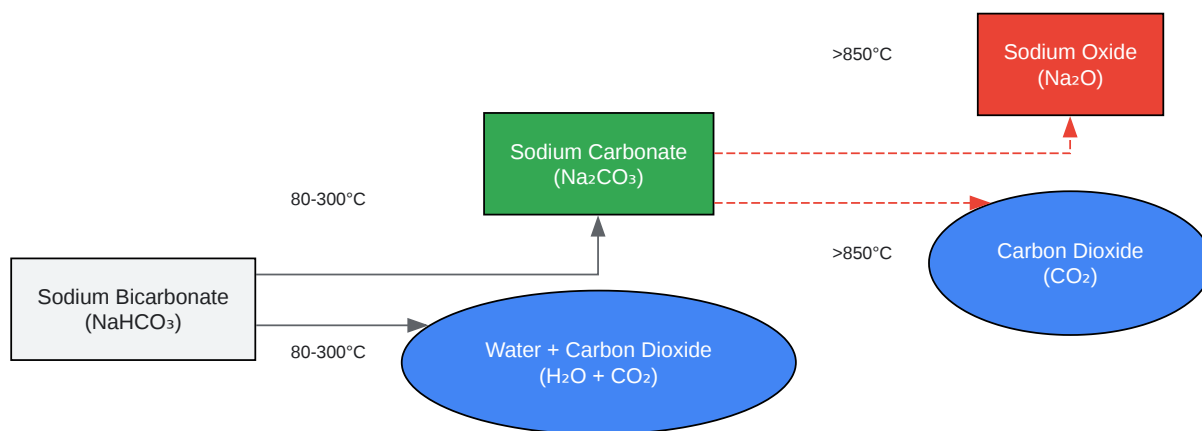 >850°C
Sodium Oxide
(Na₂O)
Sodium Carbonate
(Na₂CO₃)
80-300°C
>850°C
Carbon Dioxide
(CO₂)
Sodium Bicarbonate
(NaHCO₃)
80-300°C
Water + Carbon Dioxide
(H₂O + CO₂)